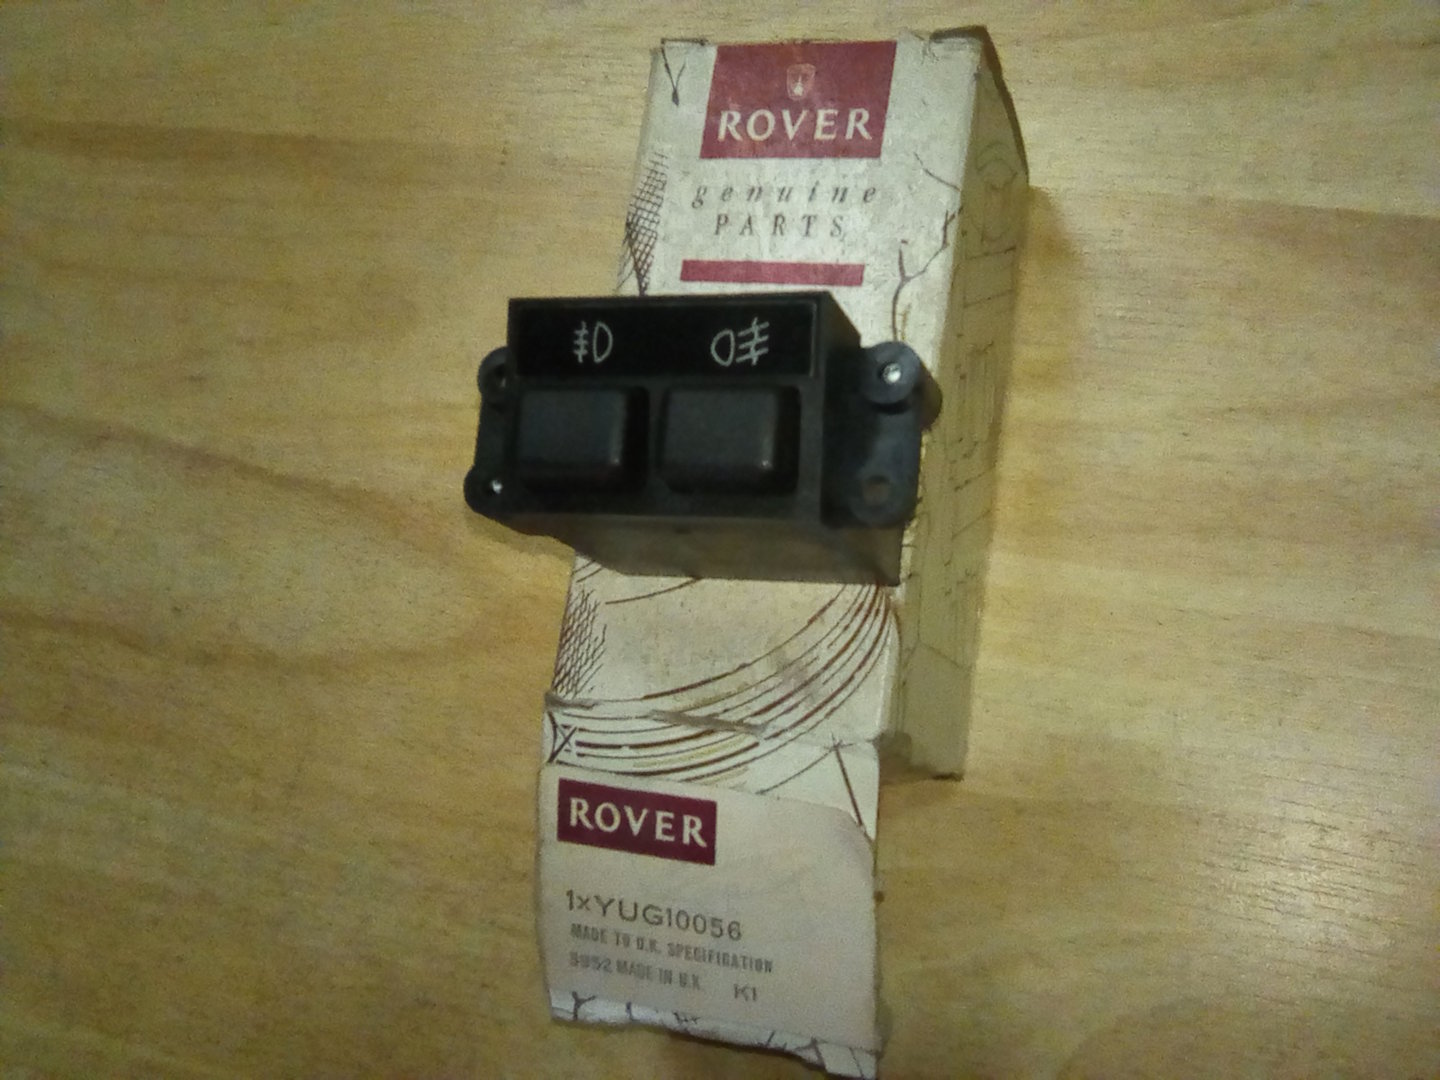 ROVER
genuine
PARTS
ROVER
1xYUG10056
MADE TO U.K. SPECIFICATION
MADE IN U.K K1